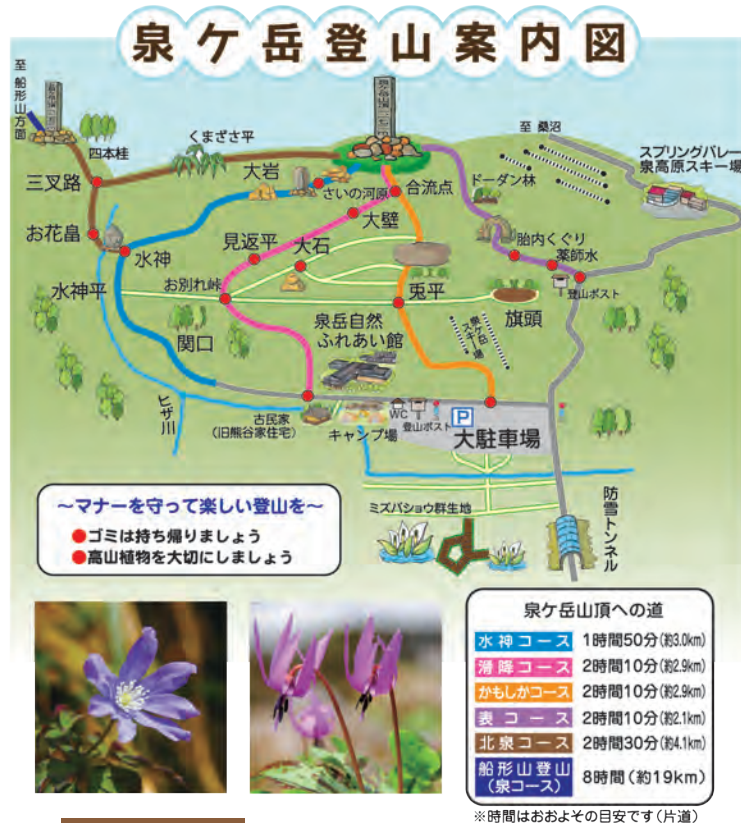 泉ケ岳登山案内図
至 船形山方面
四本桂
くまざさ平
大岩
さいの河原
合流点
大壁
至 桑沼
スプリングバレー
泉高原スキー場
ドーダン林
三叉路
お花畠
水神
水神平
見返平
大石
お別れ峠
胎内くぐり
薬師水
登山ポスト
兎平
旗頭
泉ケ岳
スキー場
関口
泉岳自然
ふれあい館
ヒザ川
古民家
(旧熊谷家住宅)
キャンプ場
WC
登山ポスト
P
大駐車場
ミズバショウ群生地
防雪トンネル
~マナーを守って楽しい登山を~
●ゴミは持ち帰りましょう
●高山植物を大切にしましょう
泉ケ岳山頂への道
水神コース 1時間50分(約3.0km)
滑降コース 2時間10分(約2.9km)
かもしかコース 2時間10分(約2.9km)
表コース 2時間10分(約2.1km)
北泉コース 2時間30分(約4.1km)
船形山登山
(泉コース) 8時間(約19km)
※時間はおおよその目安です(片道)